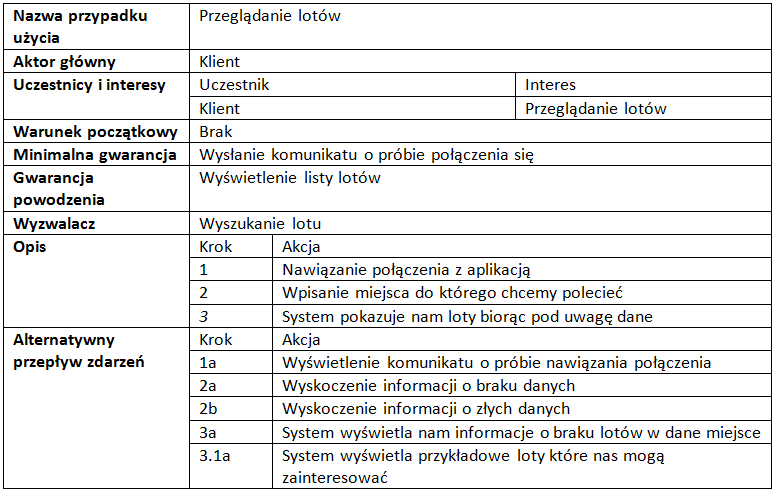 Nazwa przypadku
użycia
Przeglądanie lotów
Aktor główny
Klient
Uczestnicy i interesy
Uczestnik
Interes
Klient
Przeglądanie lotów
Warunek początkowy
Brak
Minimalna gwarancja
Wysłanie komunikatu o próbie połączenia się
Gwarancja
powodzenia
Wyświetlenie listy lotów
Wyzwalacz
Wyszukanie lotu
Opis
Krok
Akcja
1
Nawiązanie połączenia z aplikacją
2
Wpisanie miejsca do którego chcemy polecieć
3
System pokazuje nam loty biorąc pod uwagę dane
Alternatywny
przepływ zdarzeń
Krok
Akcja
1a
Wyświetlenie komunikatu o próbie nawiązania połączenia
2a
Wyskoczenie informacji o braku danych
2b
Wyskoczenie informacji o złych danych
3a
System wyświetla nam informacje o braku lotów w dane miejsce
3.1a
System wyświetla przykładowe loty które nas mogą
zainteresować